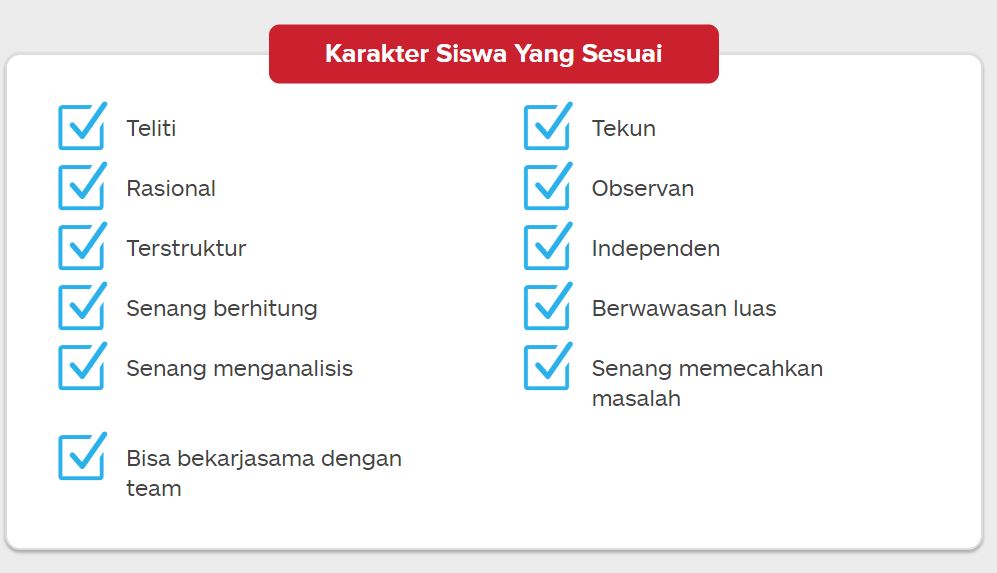 Karakter Siswa Yang Sesuai
Teliti
Tekun
Rasional
Observan
Terstruktur
Independen
Senang berhitung
Berwawasan luas
Senang menganalisis
Senang memecahkan
masalah
Bisa bekarjasama dengan
team